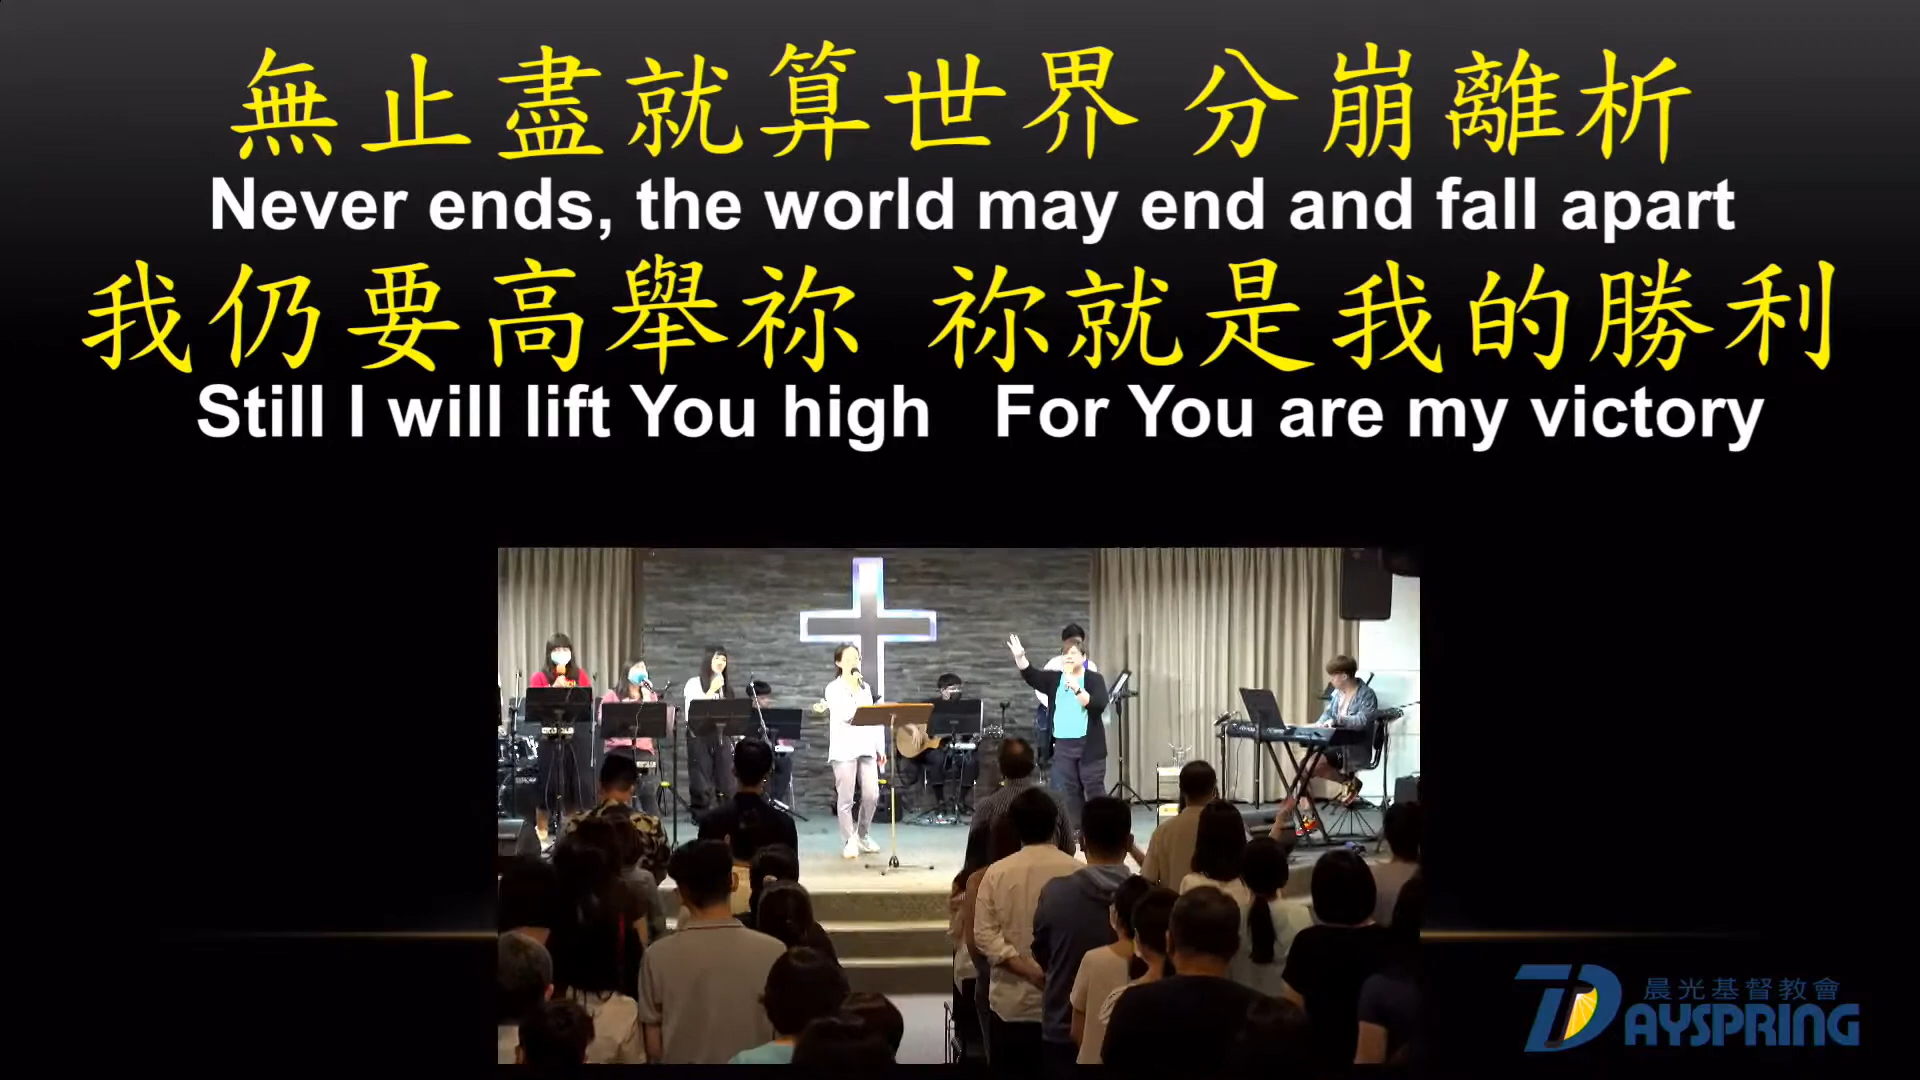 無止盡就算世界 分崩離析
Never ends, the world may end and fall apart
我仍要高舉祢 祢就是我的勝利
Still I will lift You high For You are my victory
晨光基督教會
DAYSPRING